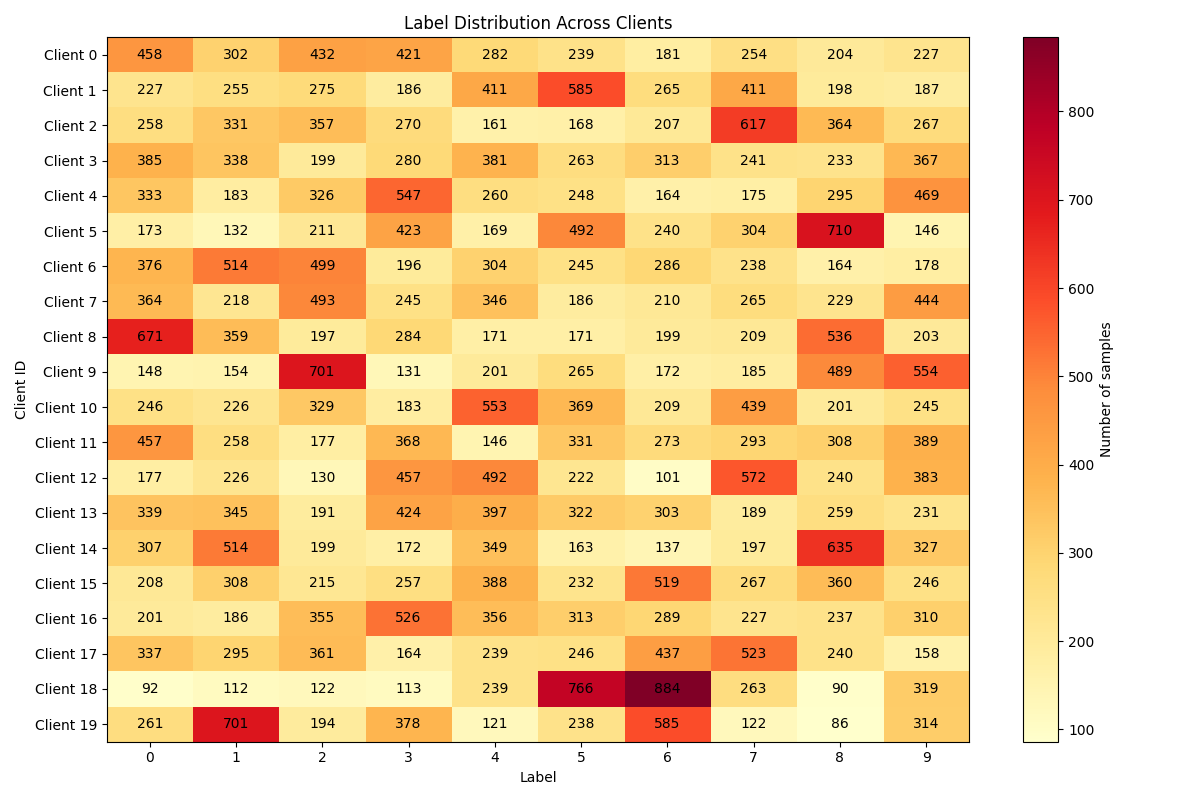 Label Distribution Across Clients
Client 0 458 302 432 421 282 239 181 254 204 227
Client 1 227 255 275 186 411 585 265 411 198 187
Client 2 258 331 357 270 161 168 207 617 364 267
Client 3 385 338 199 280 381 263 313 241 233 367
Client 4 333 183 326 547 260 248 164 175 295 469
Client 5 173 132 211 423 169 492 240 304 710 146
Client 6 376 514 499 196 304 245 286 238 164 178
Client 7 364 218 493 245 346 186 210 265 229 444
Client 8 671 359 197 284 171 171 199 209 536 203
Client 9 148 154 701 131 201 265 172 185 489 554
Client 10 246 226 329 183 553 369 209 439 201 245
Client 11 457 258 177 368 146 331 273 293 308 389
Client 12 177 226 130 457 492 222 101 572 240 383
Client 13 339 345 191 424 397 322 303 189 259 231
Client 14 307 514 199 172 349 163 137 197 635 327
Client 15 208 308 215 257 388 232 519 267 360 246
Client 16 201 186 355 526 356 313 289 227 237 310
Client 17 337 295 361 164 239 246 437 523 240 158
Client 18 92 112 122 113 239 766 884 263 90 319
Client 19 261 701 194 378 121 238 585 122 86 314
0 1 2 3 4 5 6 7 8 9
Label
Client ID
800
700
600
500
400
300
200
100
Number of samples